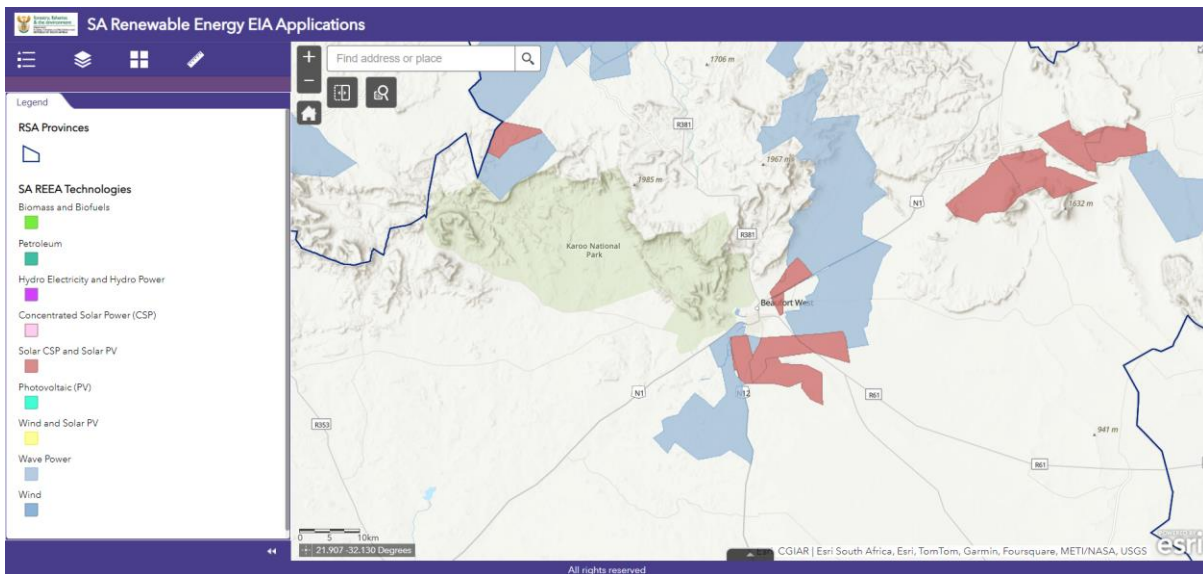 SA Renewable Energy EIA Applications
Find address or place
Legend
RSA Provinces
SA REEA Technologies
Biomass and Biofuels
Petroleum
Hydro Electricity and Hydro Power
Concentrated Solar Power (CSP)
Solar CSP and Solar PV
Photovoltaic (PV)
Wind and Solar PV
Wave Power
Wind
1706 m
R381
1967 m
1985 m
N1
1632 m
R381
Karoo National
Park
Beaufort West
N1
N12
R61
R353
941 m
R61
0 5 10km
21.907 -32.130 Degrees
CGIAR | Esri South Africa, Esri, TomTom, Garmin, Foursquare, METI/NASA, USGS
esri
All rights reserved